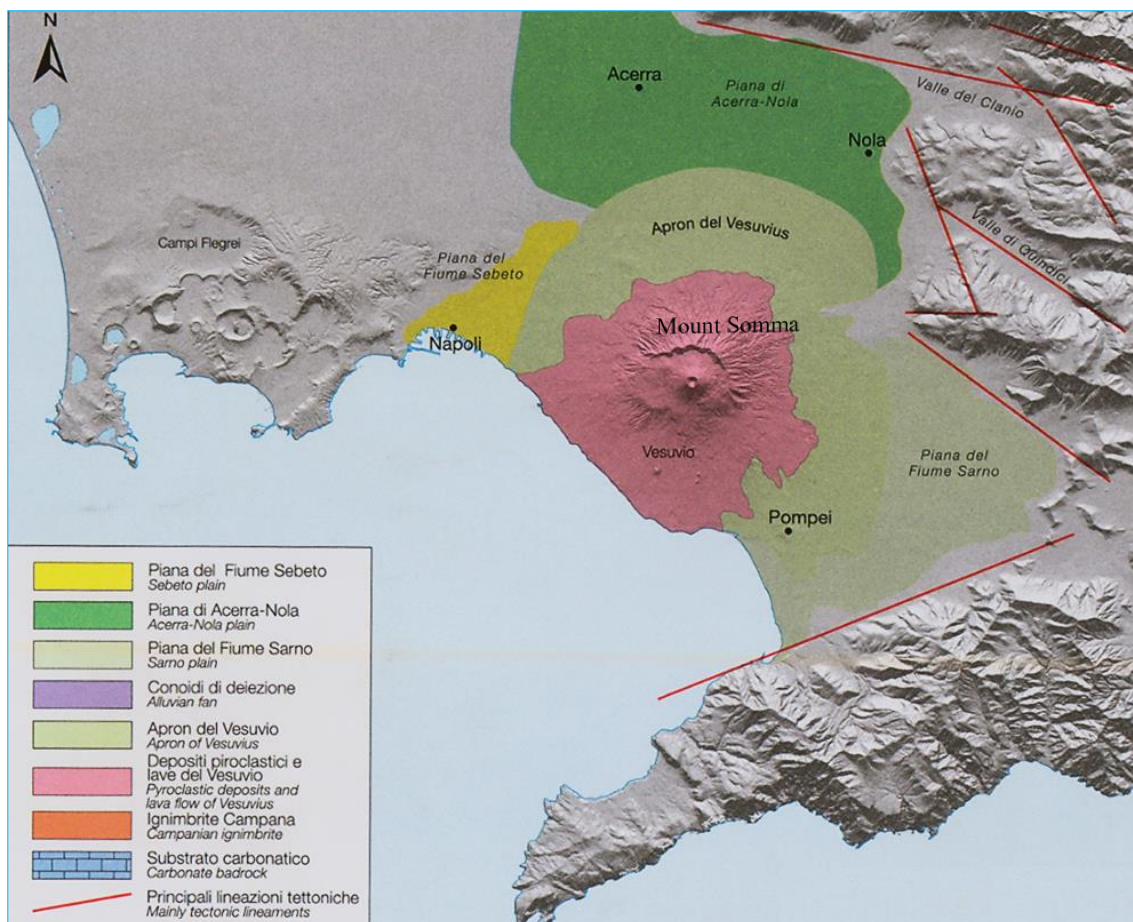 N
Acerra
Piana di
Acerra-Nola
Valle del Clanio
Nola
Apron del Vesuvius
Campi Flegrei
Piana del
Fiume Sebeto
Valle di Quindici
Mount Somma
Napoli
Vesuvio
Piana del
Fiume Sarno
Pompei
Piana del Fiume Sebeto
Sebeto plain
Piana di Acerra-Nola
Acerra-Nola plain
Piana del Fiume Sarno
Sarno plain
Conoidi di deiezione
Alluvian fan
Apron del Vesuvio
Apron of Vesuvius
Depositi piroclastici e
lave del Vesuvio
Pyroclastic deposits and
lava flow of Vesuvius
Ignimbrite Campana
Campanian ignimbrite
Substrato carbonatico
Carbonate badrock
Principali lineazioni tettoniche
Mainly tectonic lineaments